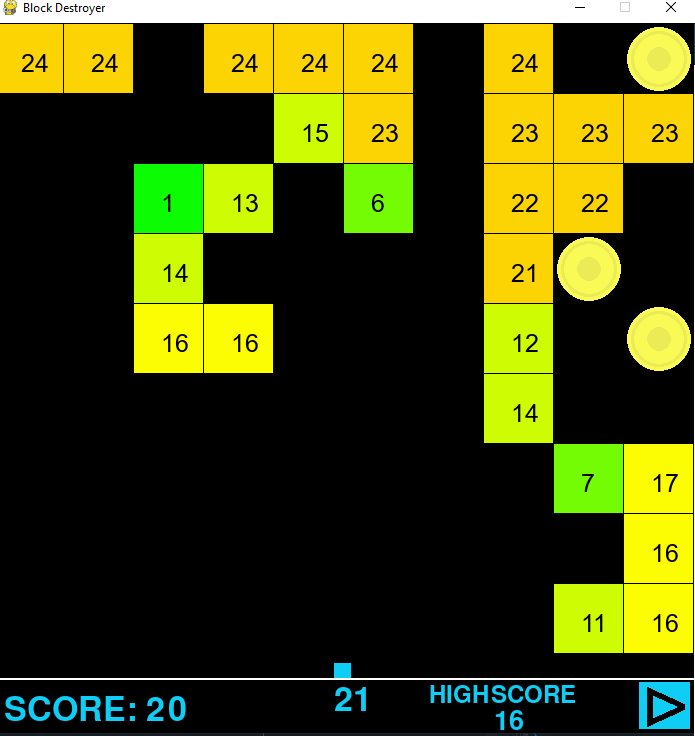 Block Destroyer
24 24 24 24 24 24
15 23 23 23 23
1 13 6 22 22
14 21
16 16 12
14
7 17
16
11 16
SCORE: 20 21 HIGHSCORE
16